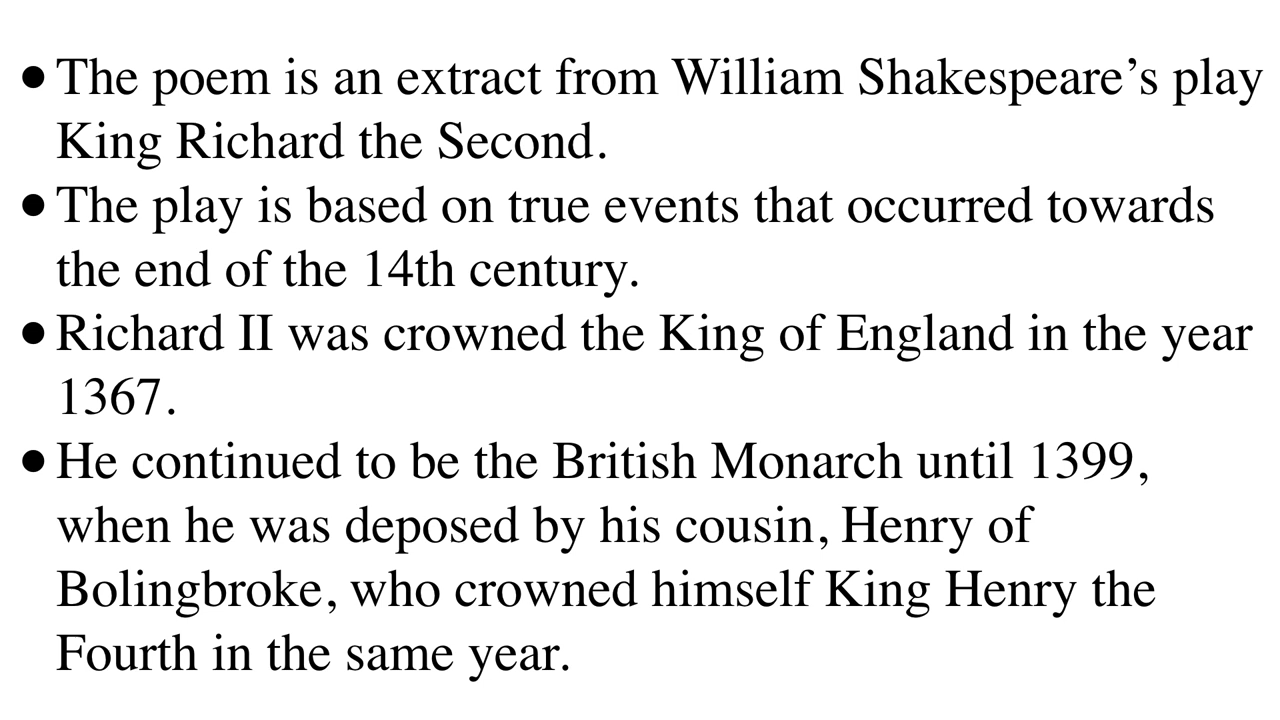 • The poem is an extract from William Shakespeare’s play
King Richard the Second.
• The play is based on true events that occurred towards
the end of the 14th century.
• Richard II was crowned the King of England in the year
1367.
• He continued to be the British Monarch until 1399,
when he was deposed by his cousin, Henry of
Bolingbroke, who crowned himself King Henry the
Fourth in the same year.